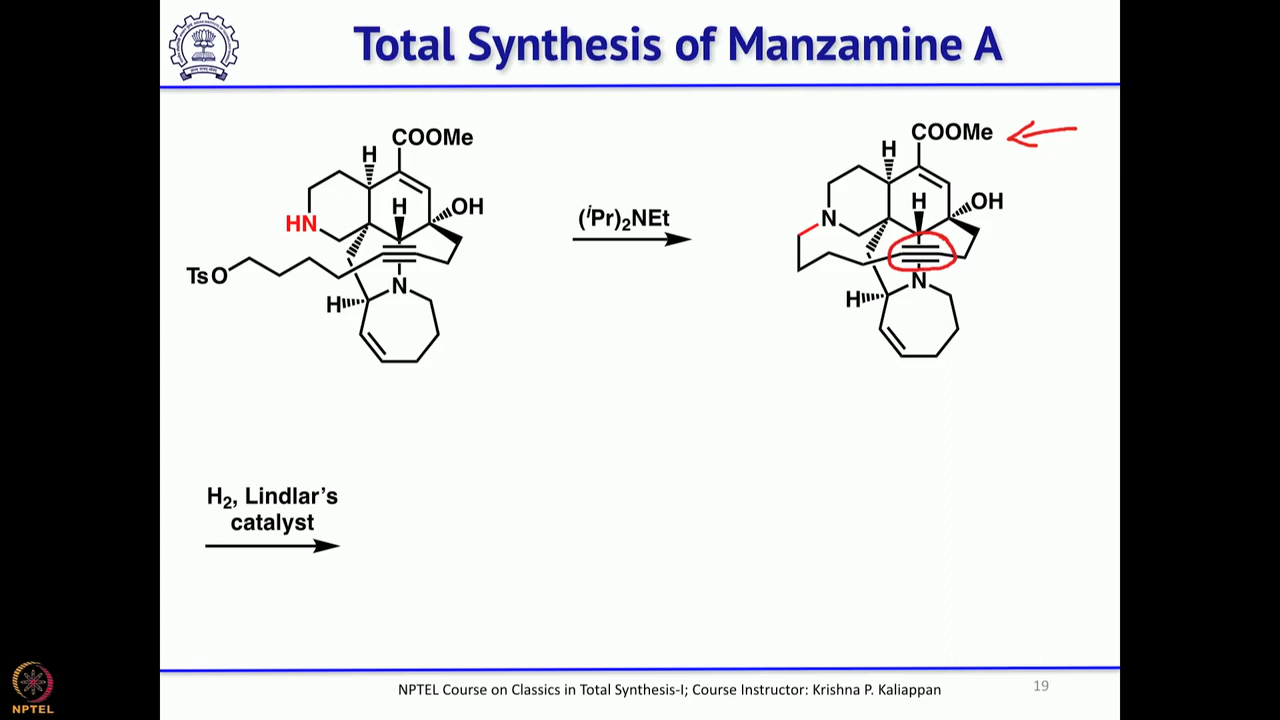 Total Synthesis of Manzamine A
COOMe
H
H
OH
HN
TsO
N
H
(ⁱPr)₂NEt
COOMe
H
H
OH
N
N
H
H₂, Lindlar's
catalyst
NPTEL Course on Classics in Total Synthesis-I; Course Instructor: Krishna P. Kaliappan
19
NPTEL